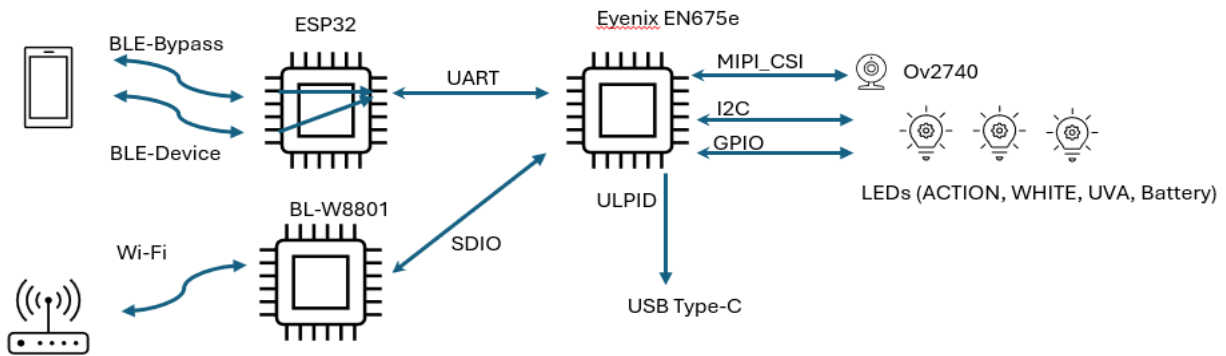 Eyenix EN675e
ESP32
BLE-Bypass
MIPI_CSI
Ov2740
UART
I2C
GPIO
BLE-Device
LEDs (ACTION, WHITE, UVA, Battery)
ULPID
BL-W8801
SDIO
Wi-Fi
USB Type-C